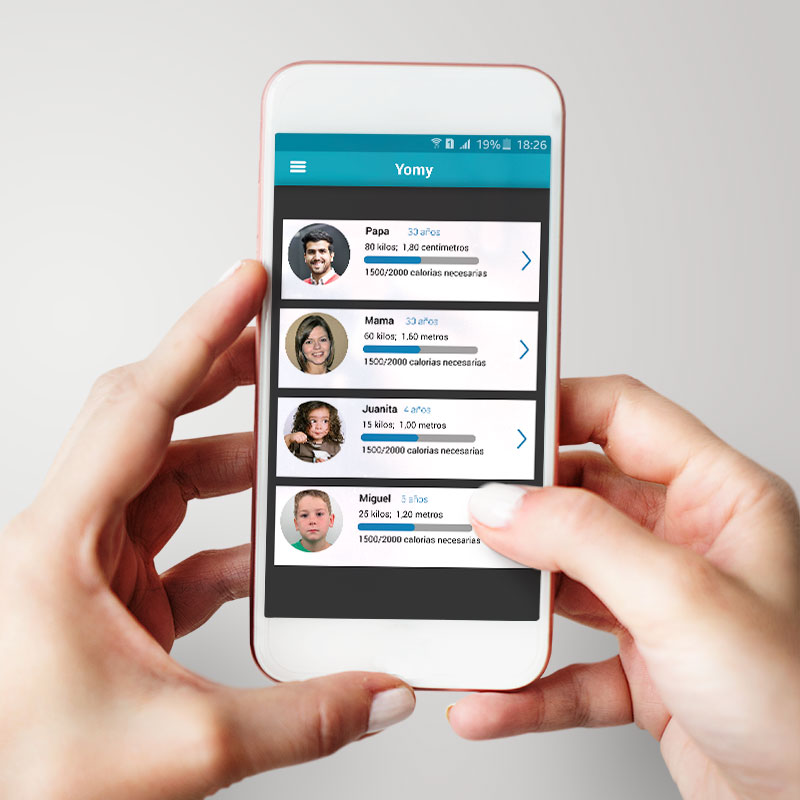 19% 18:26
Yomy
Papa 30 años
80 kilos; 1,80 centimetros
1500/2000 calorias necesarias
Mama 30 años
60 kilos; 1,60 metros
1500/2000 calorias necesarias
Juanita 4 años
15 kilos; 1,00 metros
1500/2000 calorias necesarias
Miguel años
25 kilos; 1,20 metros
1500/2000 calorias necesarias